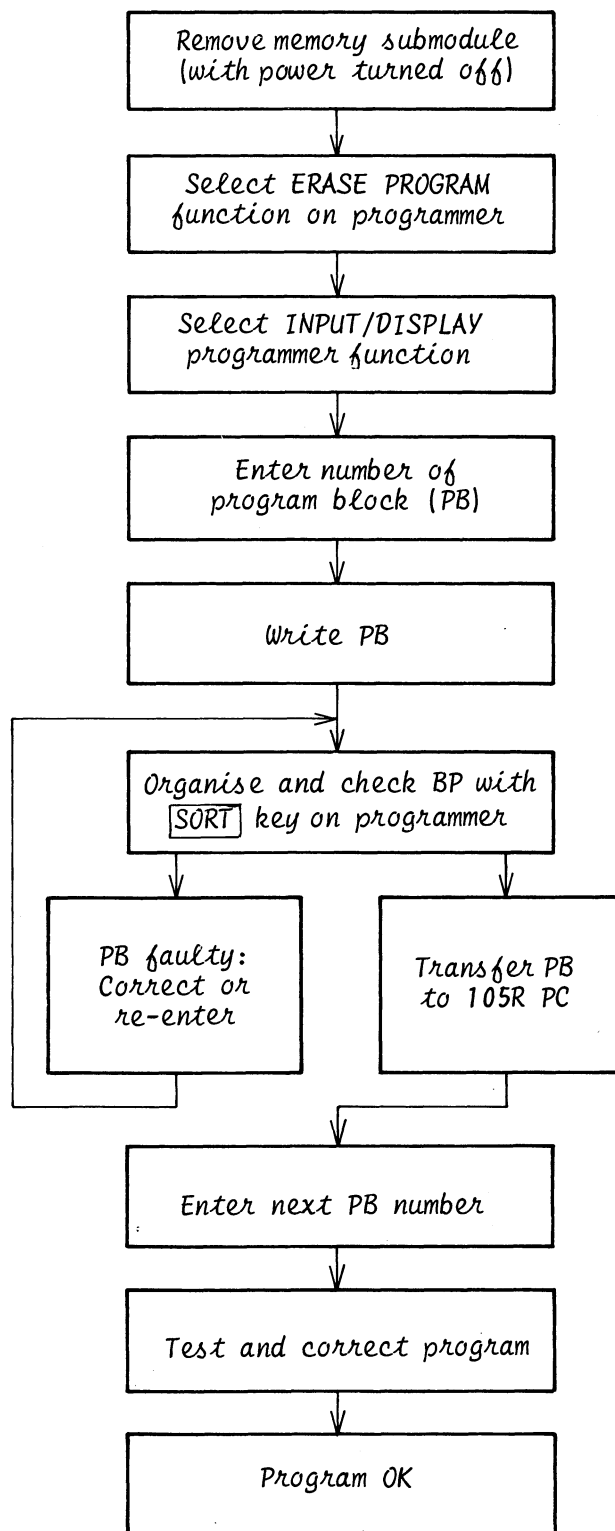 Remove memory submodule
(with power turned off)
Select ERASE PROGRAM
function on programmer
Select INPUT/DISPLAY
programmer function
Enter number of
program block (PB)
Write PB
Organise and check BP with
SORT key on programmer
PB faulty:
Correct or
re-enter
Transfer PB
to 105R PC
Enter next PB number
Test and correct program
Program OK